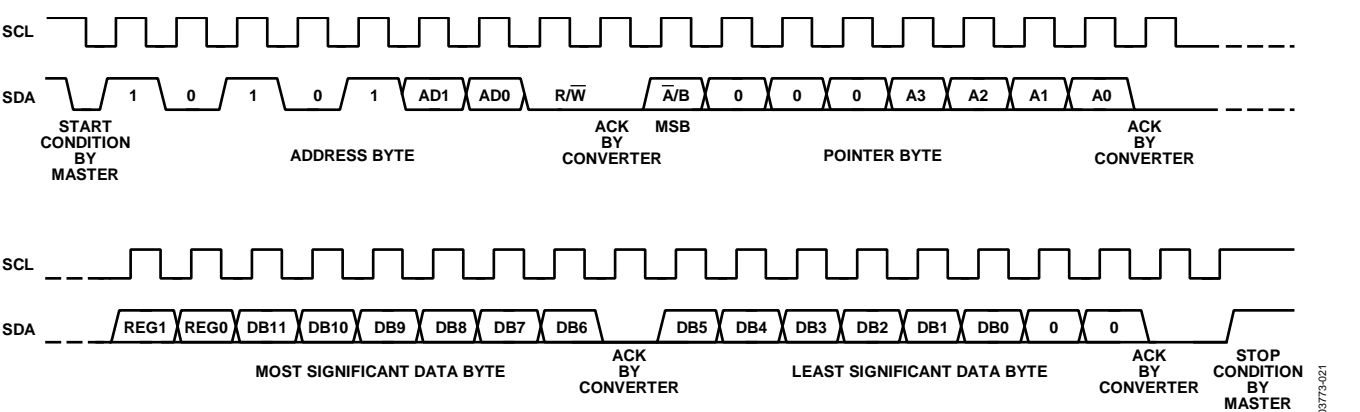 SCL
SDA 1 0 1 0 1 AD1 AD0 R/W̅ A̅/B 0 0 0 A3 A2 A1 A0
START CONDITION BY MASTER
ADDRESS BYTE
ACK BY CONVERTER
MSB
POINTER BYTE
ACK BY CONVERTER
SCL
SDA REG1 REG0 DB11 DB10 DB9 DB8 DB7 DB6 DB5 DB4 DB3 DB2 DB1 DB0 0 0
MOST SIGNIFICANT DATA BYTE
ACK BY CONVERTER
LEAST SIGNIFICANT DATA BYTE
ACK BY CONVERTER
STOP CONDITION BY MASTER
03773-021